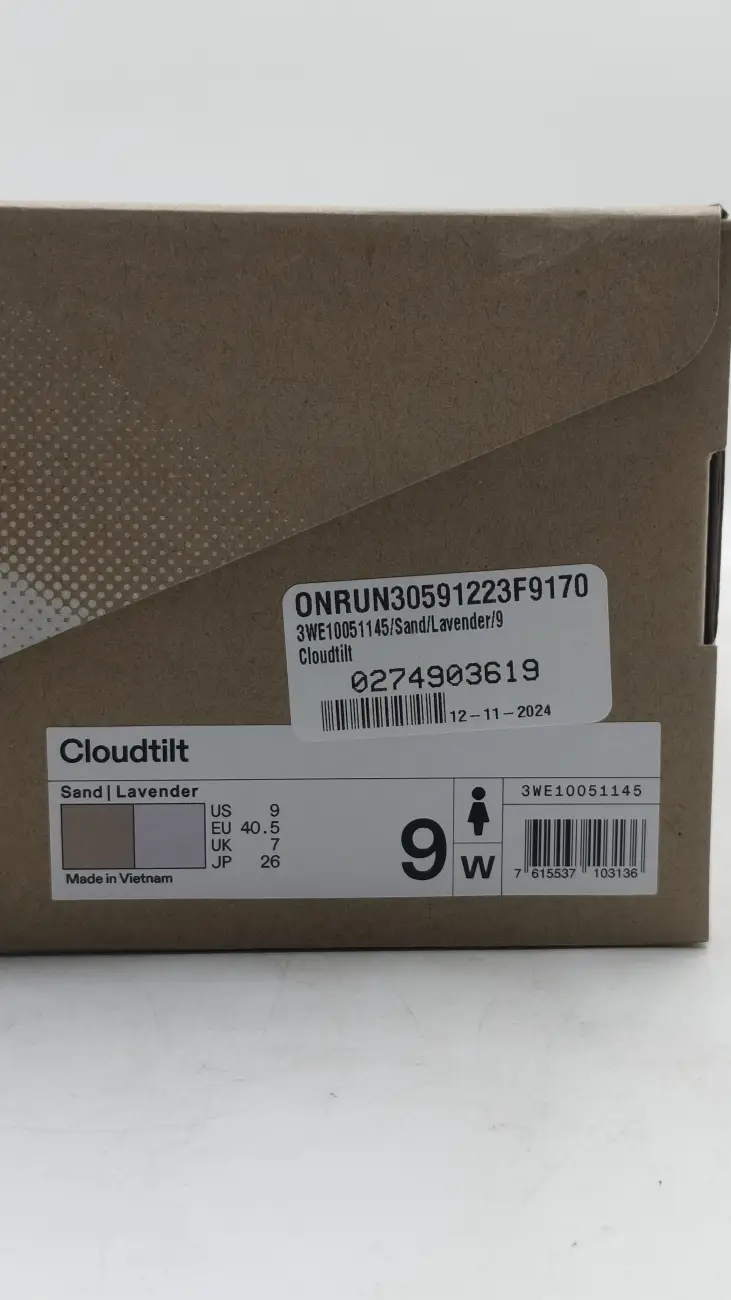 ONRUN30591223F9170
3WE10051145/Sand/Lavender/9
Cloudtilt
0274903619
12-11-2024
Cloudtilt
Sand | Lavender
US 9
EU 40.5
UK 7
JP 26
Made in Vietnam
9
W
3WE10051145
7 615537 103136